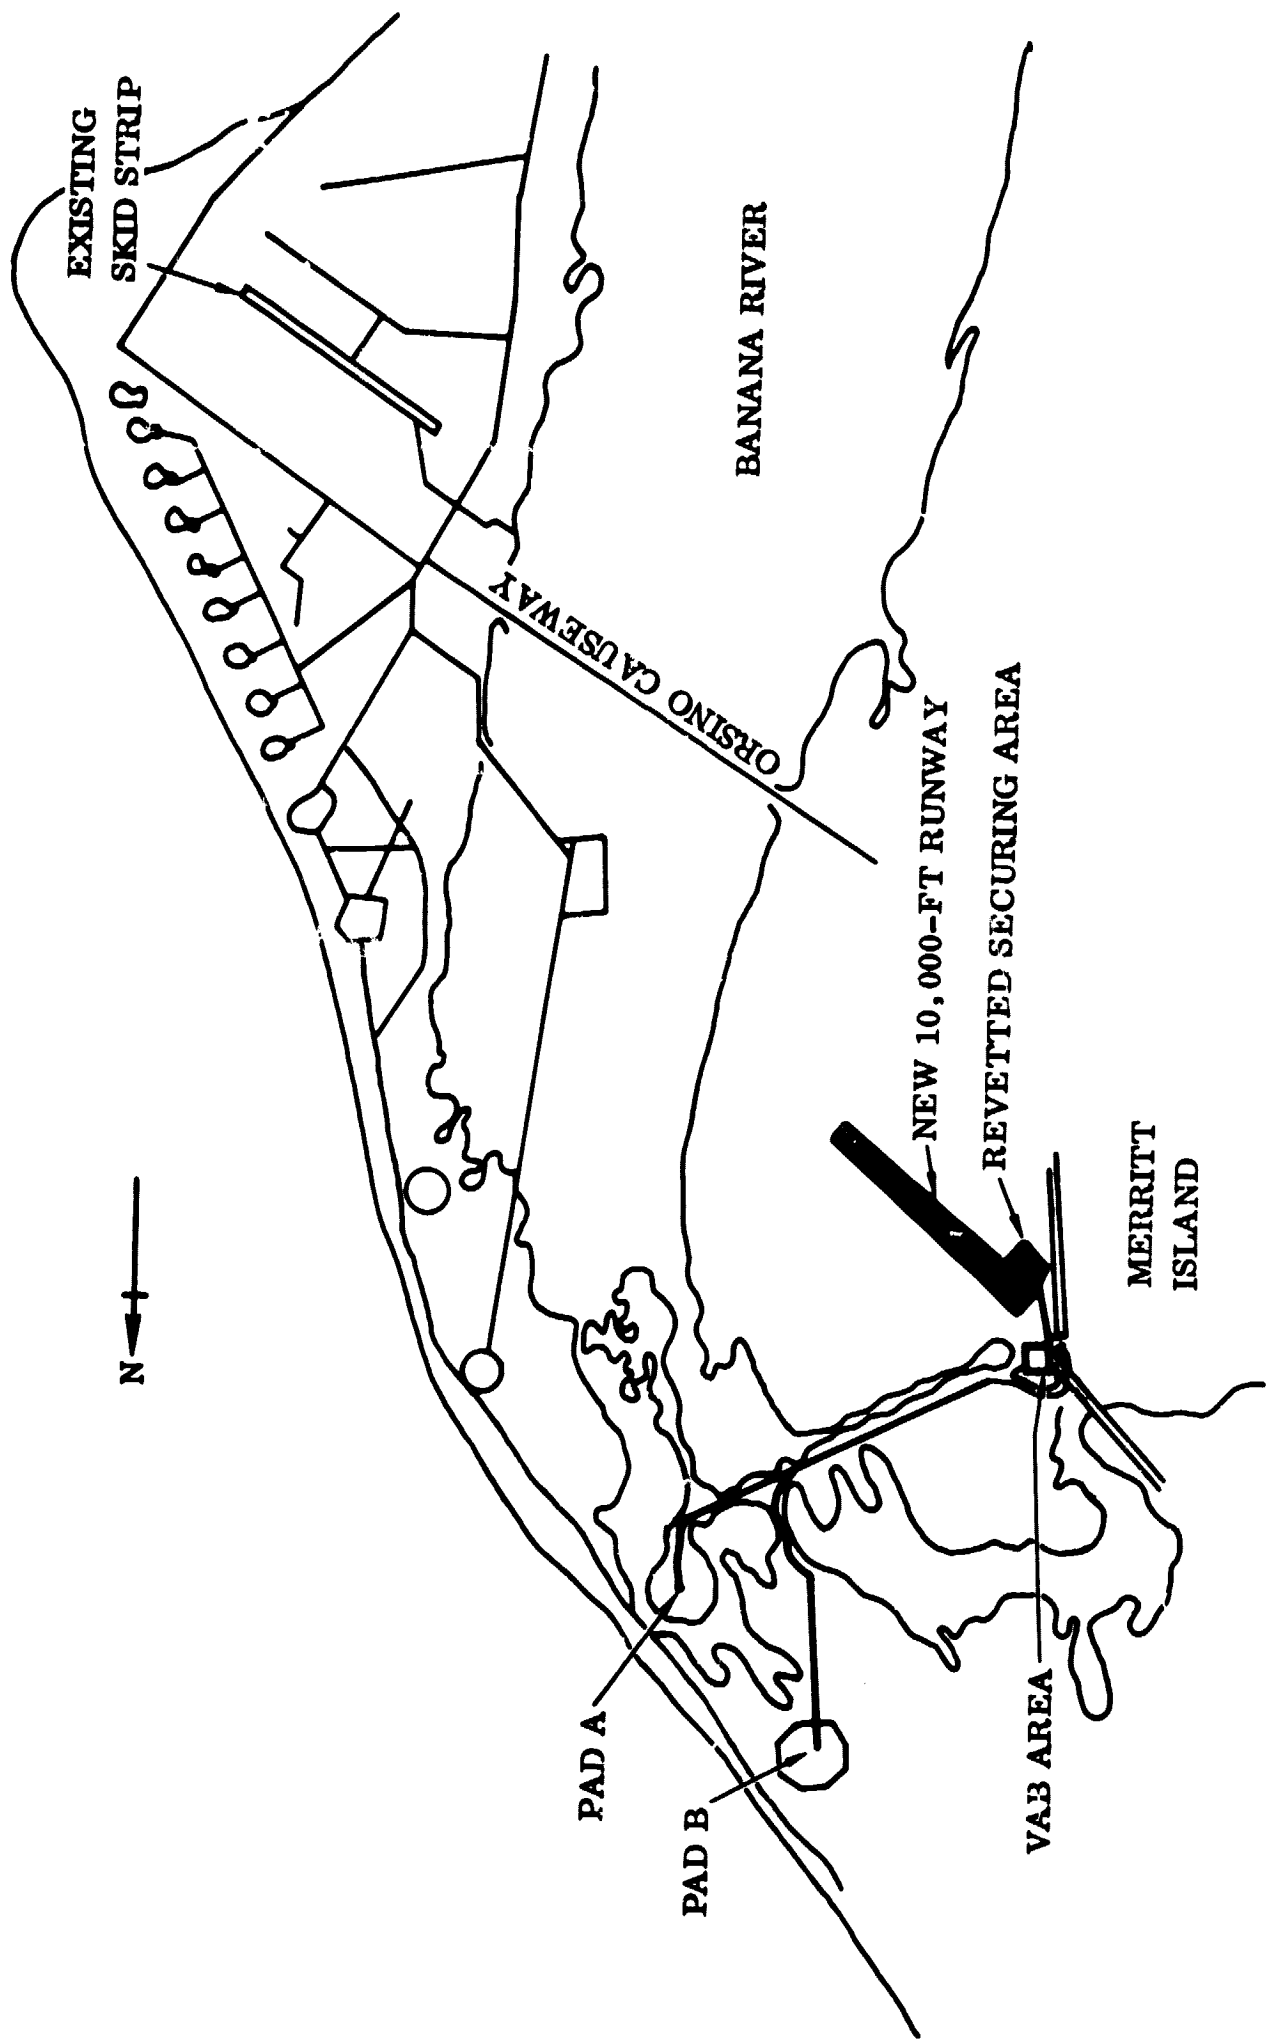 EXISTING
SKID STRIP
BANANA RIVER
ORSINO CAUSEWAY
NEW 10,000-FT RUNWAY
REVETTED SECURING AREA
MERRITT
ISLAND
N
PAD A
PAD B
VAB AREA